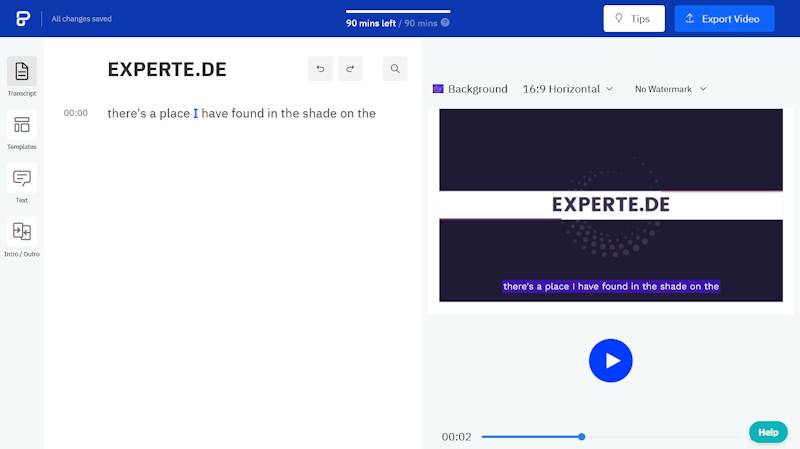 All changes saved
90 mins left / 90 mins ?
Tips
Export Video
Transcript
Templates
Text
Intro / Outro
EXPERTE.DE
00:00 there's a place I have found in the shade on the
Background 16:9 Horizontal No Watermark
EXPERTE.DE
there's a place I have found in the shade on the
00:02
Help